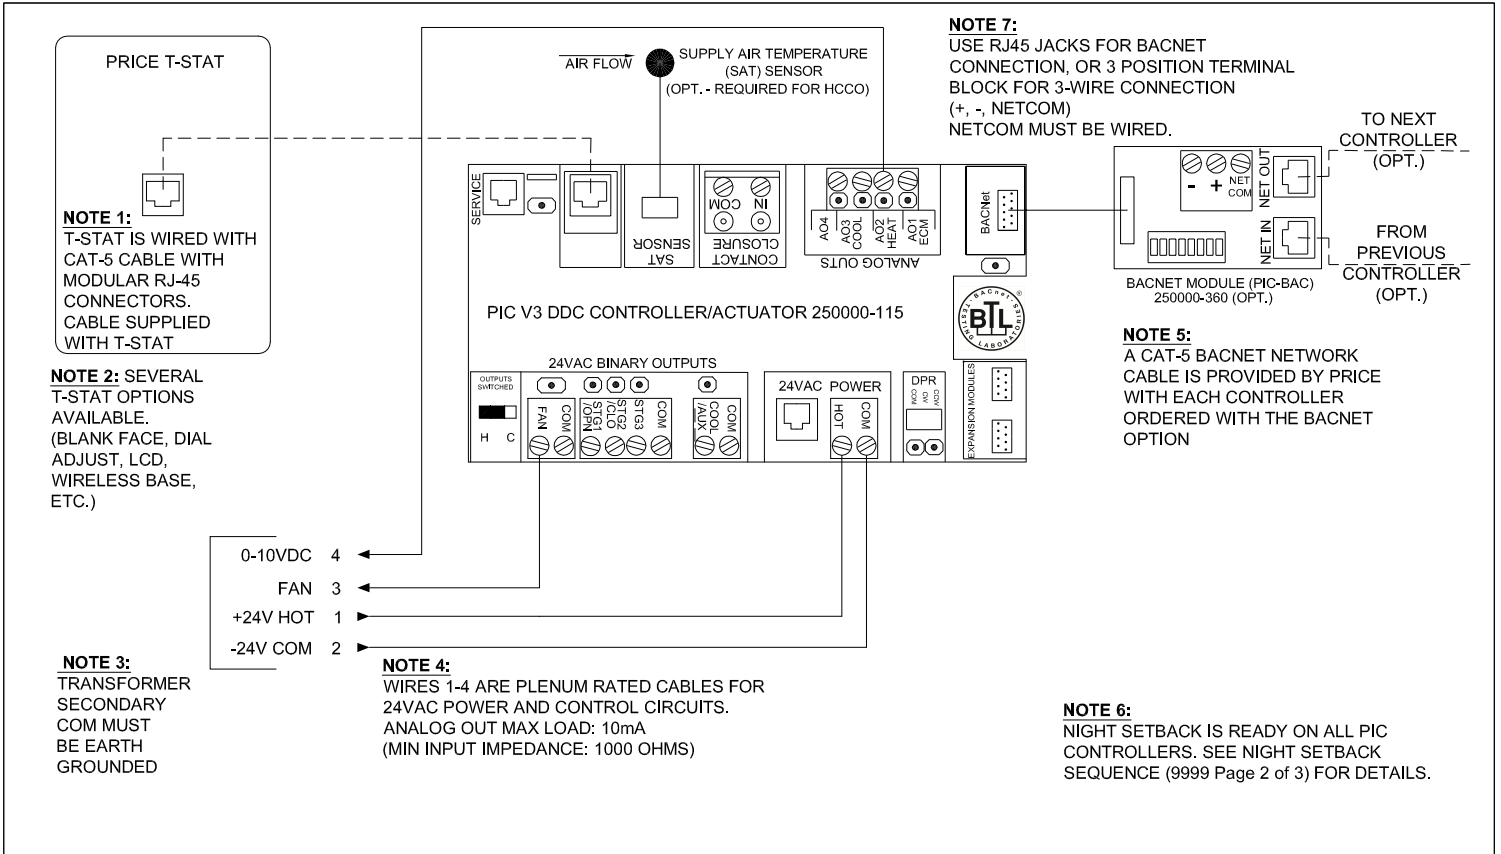 PRICE T-STAT
NOTE 1:
T-STAT IS WIRED WITH
CAT-5 CABLE WITH
MODULAR RJ-45
CONNECTORS.
CABLE SUPPLIED
WITH T-STAT
NOTE 2: SEVERAL
T-STAT OPTIONS
AVAILABLE.
(BLANK FACE, DIAL
ADJUST, LCD,
WIRELESS BASE,
ETC.)
AIR FLOW
SUPPLY AIR TEMPERATURE
(SAT) SENSOR
(OPT. - REQUIRED FOR HCCO)
NOTE 7:
USE RJ45 JACKS FOR BACNET
CONNECTION, OR 3 POSITION TERMINAL
BLOCK FOR 3-WIRE CONNECTION
(+, -, NETCOM)
NETCOM MUST BE WIRED.
SERVICE
SAT
SENSOR
COM
IN
CONTACT
CLOSURE
AO4
AO3
COOL
AO2
HEAT
AO1
ECM
ANALOG OUTS
BACNet
PIC V3 DDC CONTROLLER/ACTUATOR 250000-115
BACnet
TESTING LABORATORIES
BTL
®
24VAC BINARY OUTPUTS
OUTPUTS
SWITCHED
H C
FAN
COM
STG1
/OPN
STG2
/CLO
STG3
COM
COOL
/AUX
COM
24VAC POWER
HOT
COM
DPR
COM
CW
CCW
EXPANSION MODULES
- +
NET
COM
NET OUT
NET IN
BACNET MODULE (PIC-BAC)
250000-360 (OPT.)
TO NEXT
CONTROLLER
(OPT.)
FROM
PREVIOUS
CONTROLLER
(OPT.)
NOTE 5:
A CAT-5 BACNET NETWORK
CABLE IS PROVIDED BY PRICE
WITH EACH CONTROLLER
ORDERED WITH THE BACNET
OPTION
0-10VDC 4
FAN 3
+24V HOT 1
-24V COM 2
NOTE 3:
TRANSFORMER
SECONDARY
COM MUST
BE EARTH
GROUNDED
NOTE 4:
WIRES 1-4 ARE PLENUM RATED CABLES FOR
24VAC POWER AND CONTROL CIRCUITS.
ANALOG OUT MAX LOAD: 10mA
(MIN INPUT IMPEDANCE: 1000 OHMS)
NOTE 6:
NIGHT SETBACK IS READY ON ALL PIC
CONTROLLERS. SEE NIGHT SETBACK
SEQUENCE (9999 Page 2 of 3) FOR DETAILS.